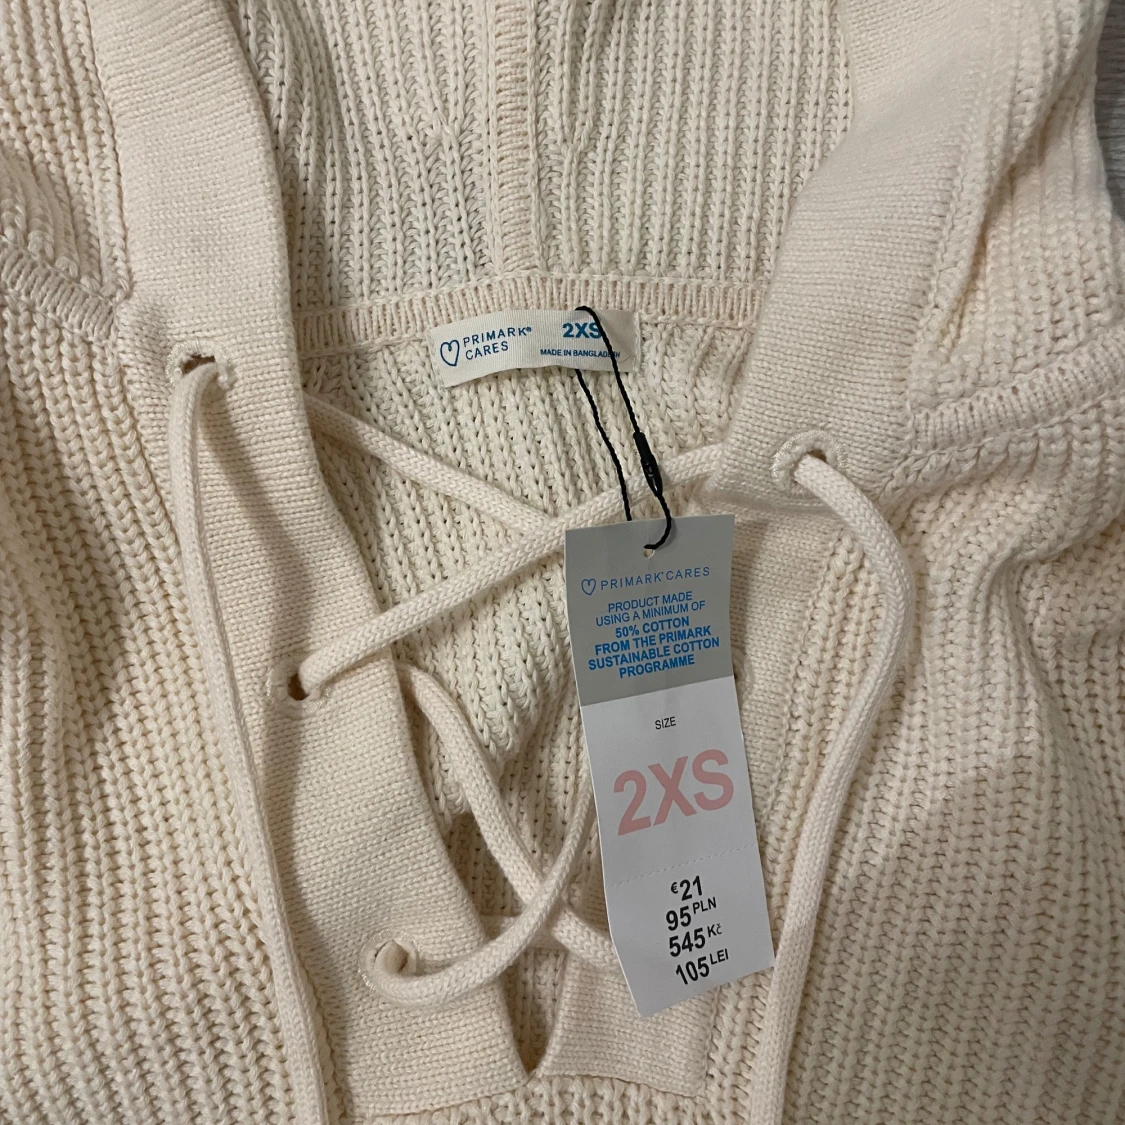 PRIMARK® 2XS
CARES MADE IN BANGLADESH
PRIMARK®CARES
PRODUCT MADE
USING A MINIMUM OF
50% COTTON
FROM THE PRIMARK
SUSTAINABLE COTTON
PROGRAMME
SIZE
2XS
€21
95 PLN
545 Kč
105 LEI